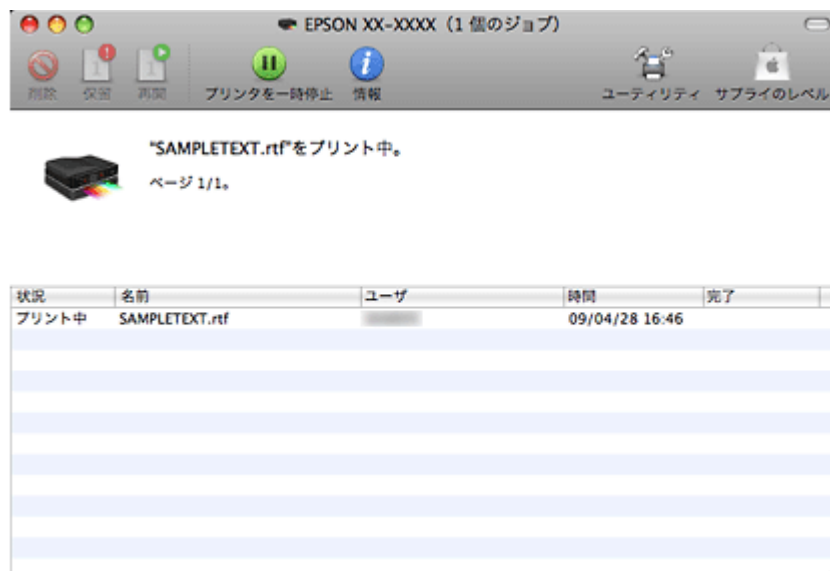 EPSON XX-XXXX（1 個のジョブ）
削除 保留 再開 プリンタを一時停止 情報 ユーティリティ サプライのレベル
"SAMPLETEXT.rtf"をプリント中。
ページ 1/1。
状況 名前 ユーザ 時間 完了
プリント中 SAMPLETEXT.rtf 09/04/28 16:46